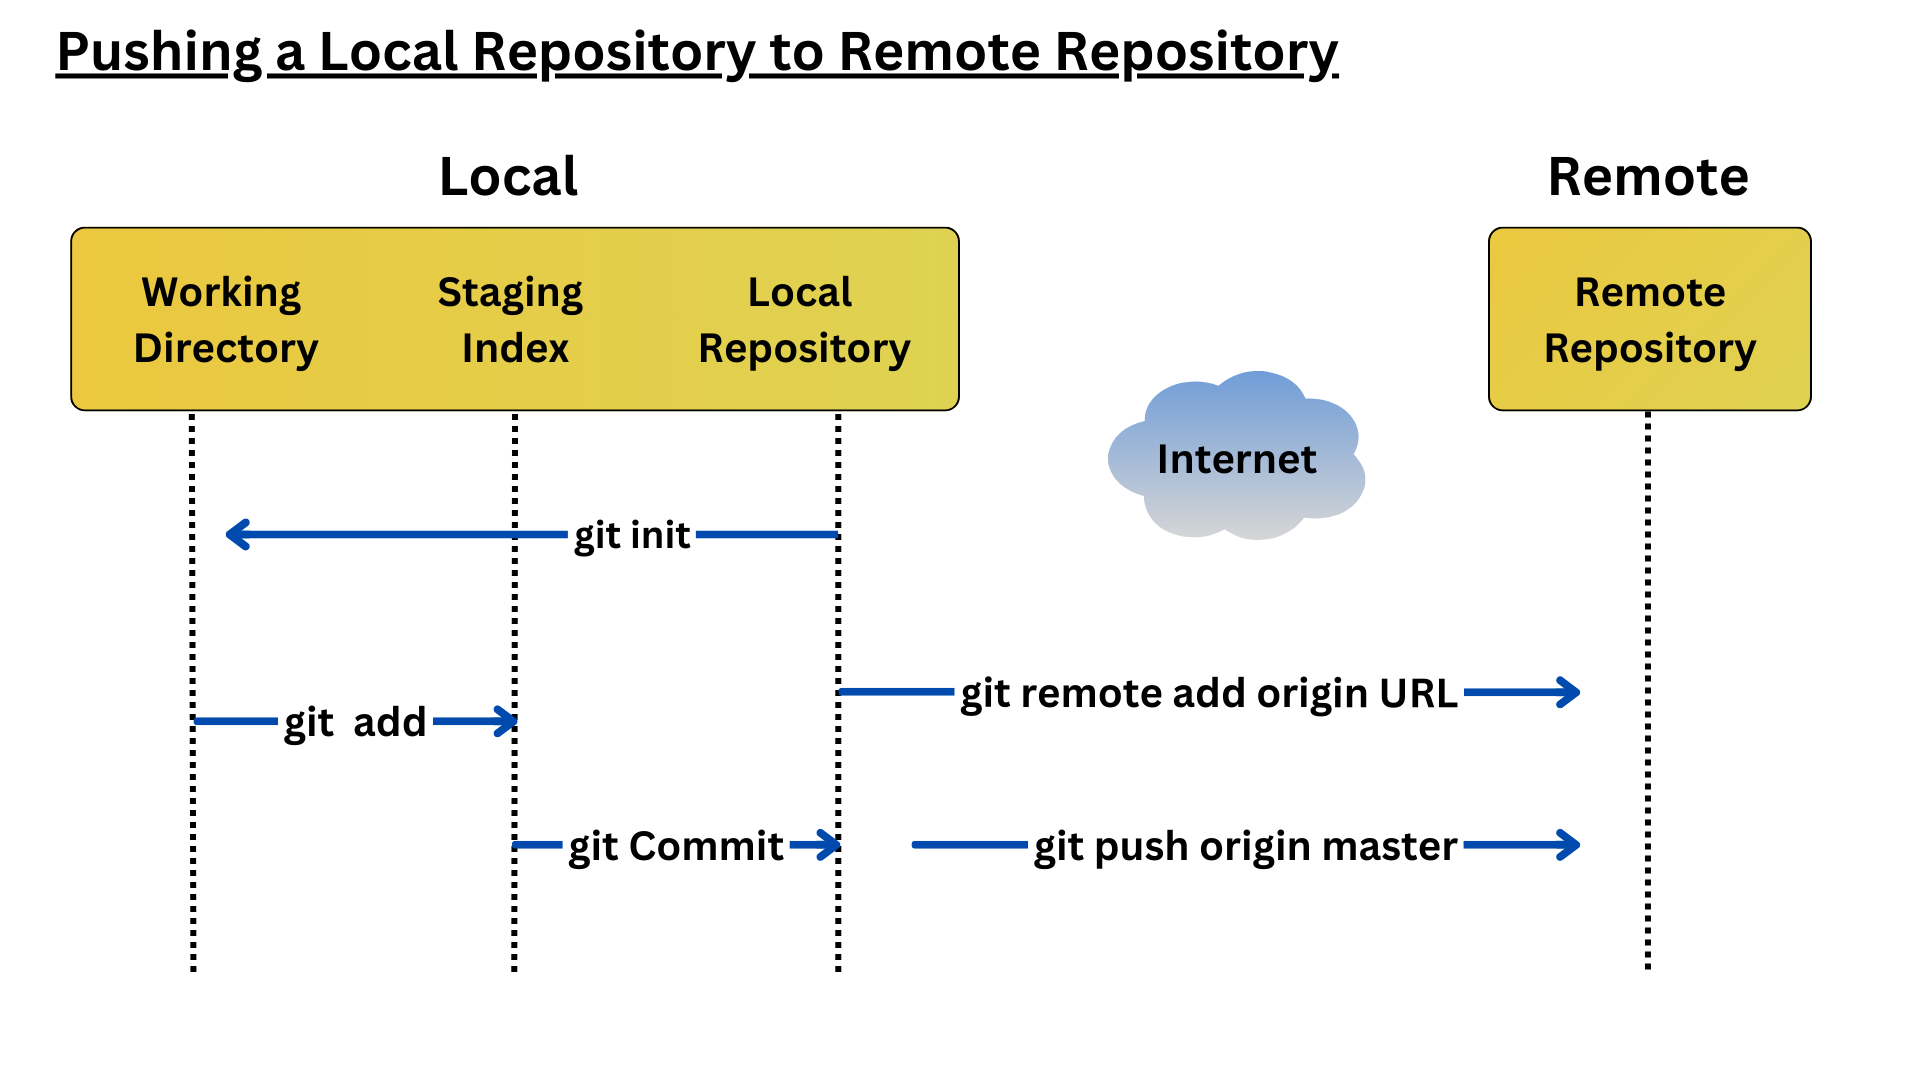 Pushing a Local Repository to Remote Repository
Local
Remote
Working
Directory
Staging
Index
Local
Repository
Remote
Repository
Internet
git init
git remote add origin URL
git  add
git Commit
git push origin master